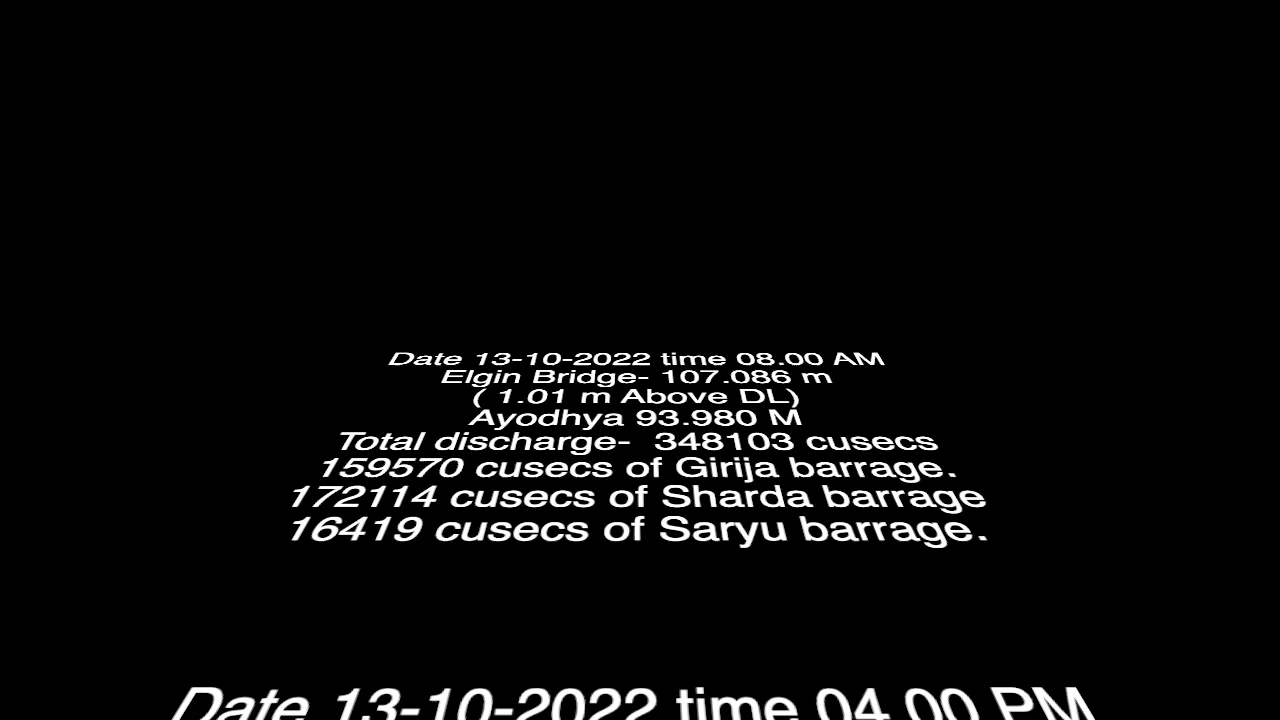 Date 13-10-2022 time 08.00 AM
Elgin Bridge- 107.086 m
( 1.01 m Above DL)
Ayodhya 93.980 M
Total discharge-  348103 cusecs
159570 cusecs of Girija barrage.
172114 cusecs of Sharda barrage
16419 cusecs of Saryu barrage.
Date 13-10-2022 time 04.00 PM